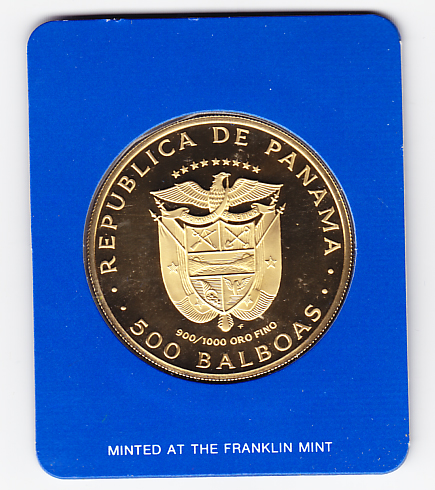 · REPUBLICA DE PANAMA ·
900/1000 ORO FINO
· 500 BALBOAS ·
MINTED AT THE FRANKLIN MINT